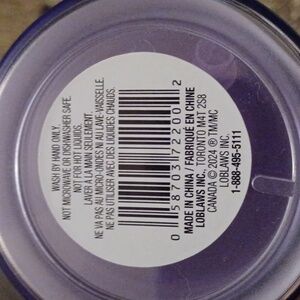 WASH BY HAND ONLY.
NOT MICROWAVE OR DISHWASHER SAFE.
NOT FOR HOT LIQUIDS.
LAVER À LA MAIN SEULEMENT.
NE VA PAS AU MICRO-ONDES NI AU LAVE-VAISSELLE.
NE PAS UTILISER AVEC DES LIQUIDES CHAUDS.
0 58703 72200 2
MADE IN CHINA / FABRIQUÉ EN CHINE
LOBLAWS INC. TORONTO M4T 2S8
CANADA © 2024 ®/TM/MC
LOBLAWS INC.
1-888-495-5111